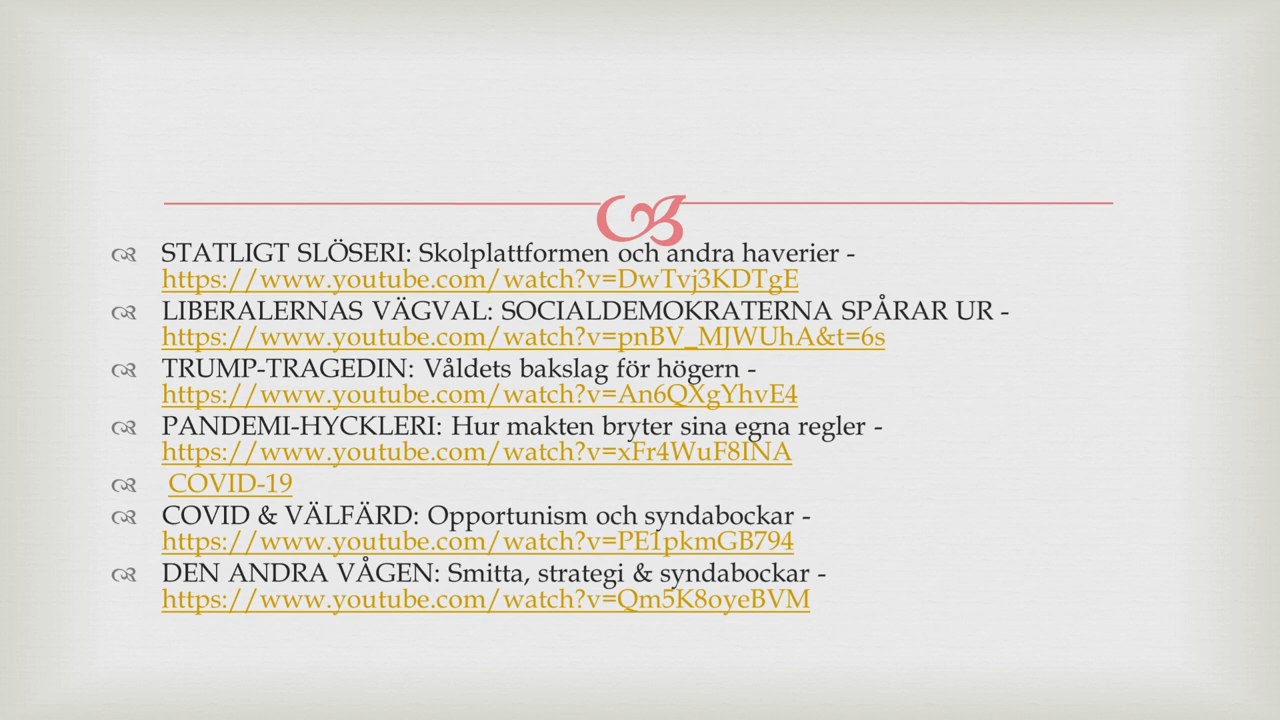 STATLIGT SLÖSERI: Skolplattformen och andra haverier -
https://www.youtube.com/watch?v=DwTvj3KDTgE
LIBERALERNAS VÄGVAL: SOCIALDEMOKRATERNA SPÅRAR UR -
https://www.youtube.com/watch?v=pnBV_MJWUhA&t=6s
TRUMP-TRAGEDIN: Våldets bakslag för högern -
https://www.youtube.com/watch?v=An6QXgYhvE4
PANDEMI-HYCKLERI: Hur makten bryter sina egna regler -
https://www.youtube.com/watch?v=xFr4WuF8INA
COVID-19
COVID & VÄLFÄRD: Opportunism och syndabockar -
https://www.youtube.com/watch?v=PE1pkmGB794
DEN ANDRA VÅGEN: Smitta, strategi & syndabockar -
https://www.youtube.com/watch?v=Qm5K8oyeBVM